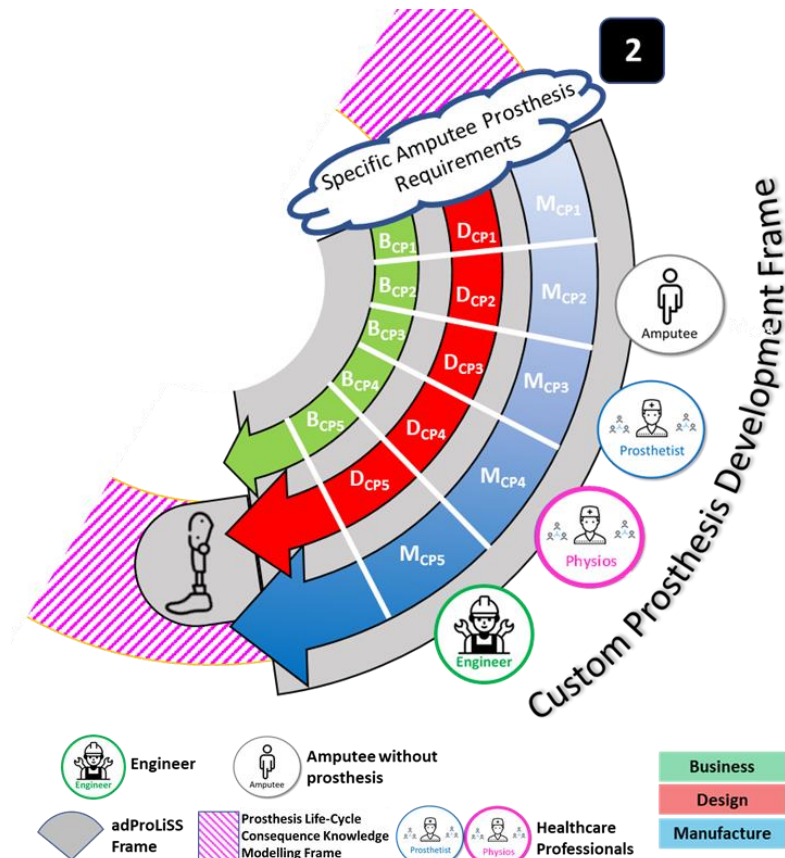 2
Specific Amputee Prosthesis
Requirements
BCP1
DCP1
MCP1
BCP2
DCP2
MCP2
BCP3
DCP3
MCP3
BCP4
DCP4
MCP4
BCP5
DCP5
MCP5
Amputee
Prosthetist
Physios
Engineer
Custom Prosthesis Development Frame
Engineer
Engineer
Amputee
Amputee without
prosthesis
Business
Design
Manufacture
adProLiSS
Frame
Prosthesis Life-Cycle
Consequence Knowledge
Modelling Frame
Prosthetist
Physios
Healthcare
Professionals